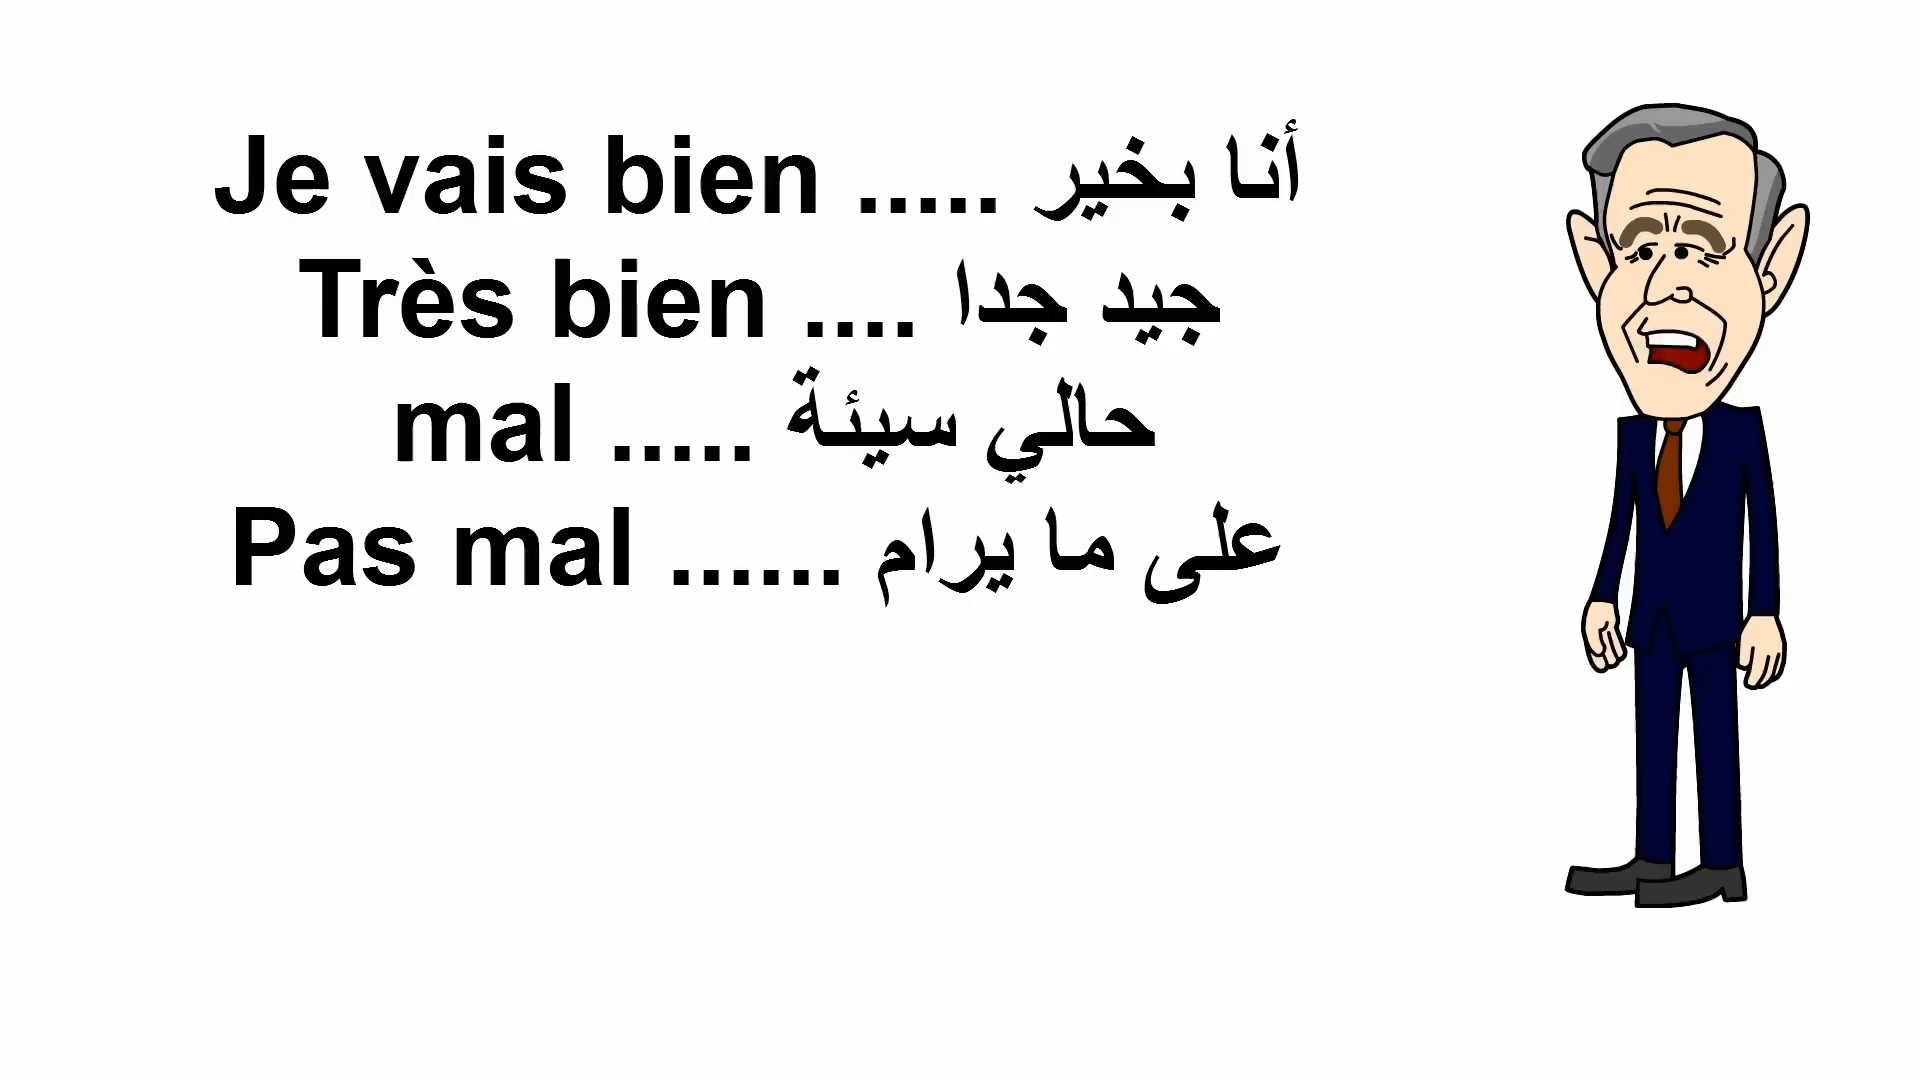 Je vais bien ..... أنا بخير
Très bien .... جيد جدا
mal ..... حالي سيئة
Pas mal ...... على ما يرام